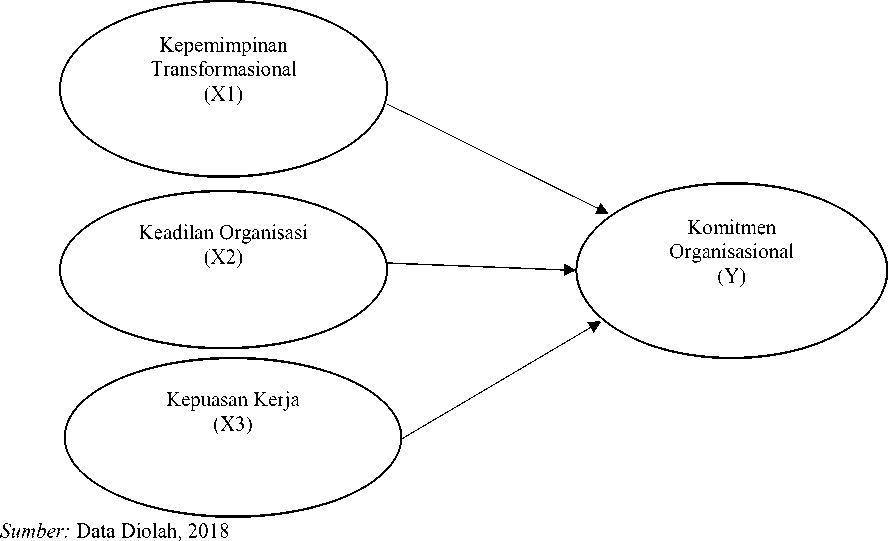 Kepemimpinan
Transformasional
(X1)
Keadilan Organisasi
(X2)
Kepuasan Kerja
(X3)
Komitmen
Organisasional
(Y)
Sumber: Data Diolah, 2018